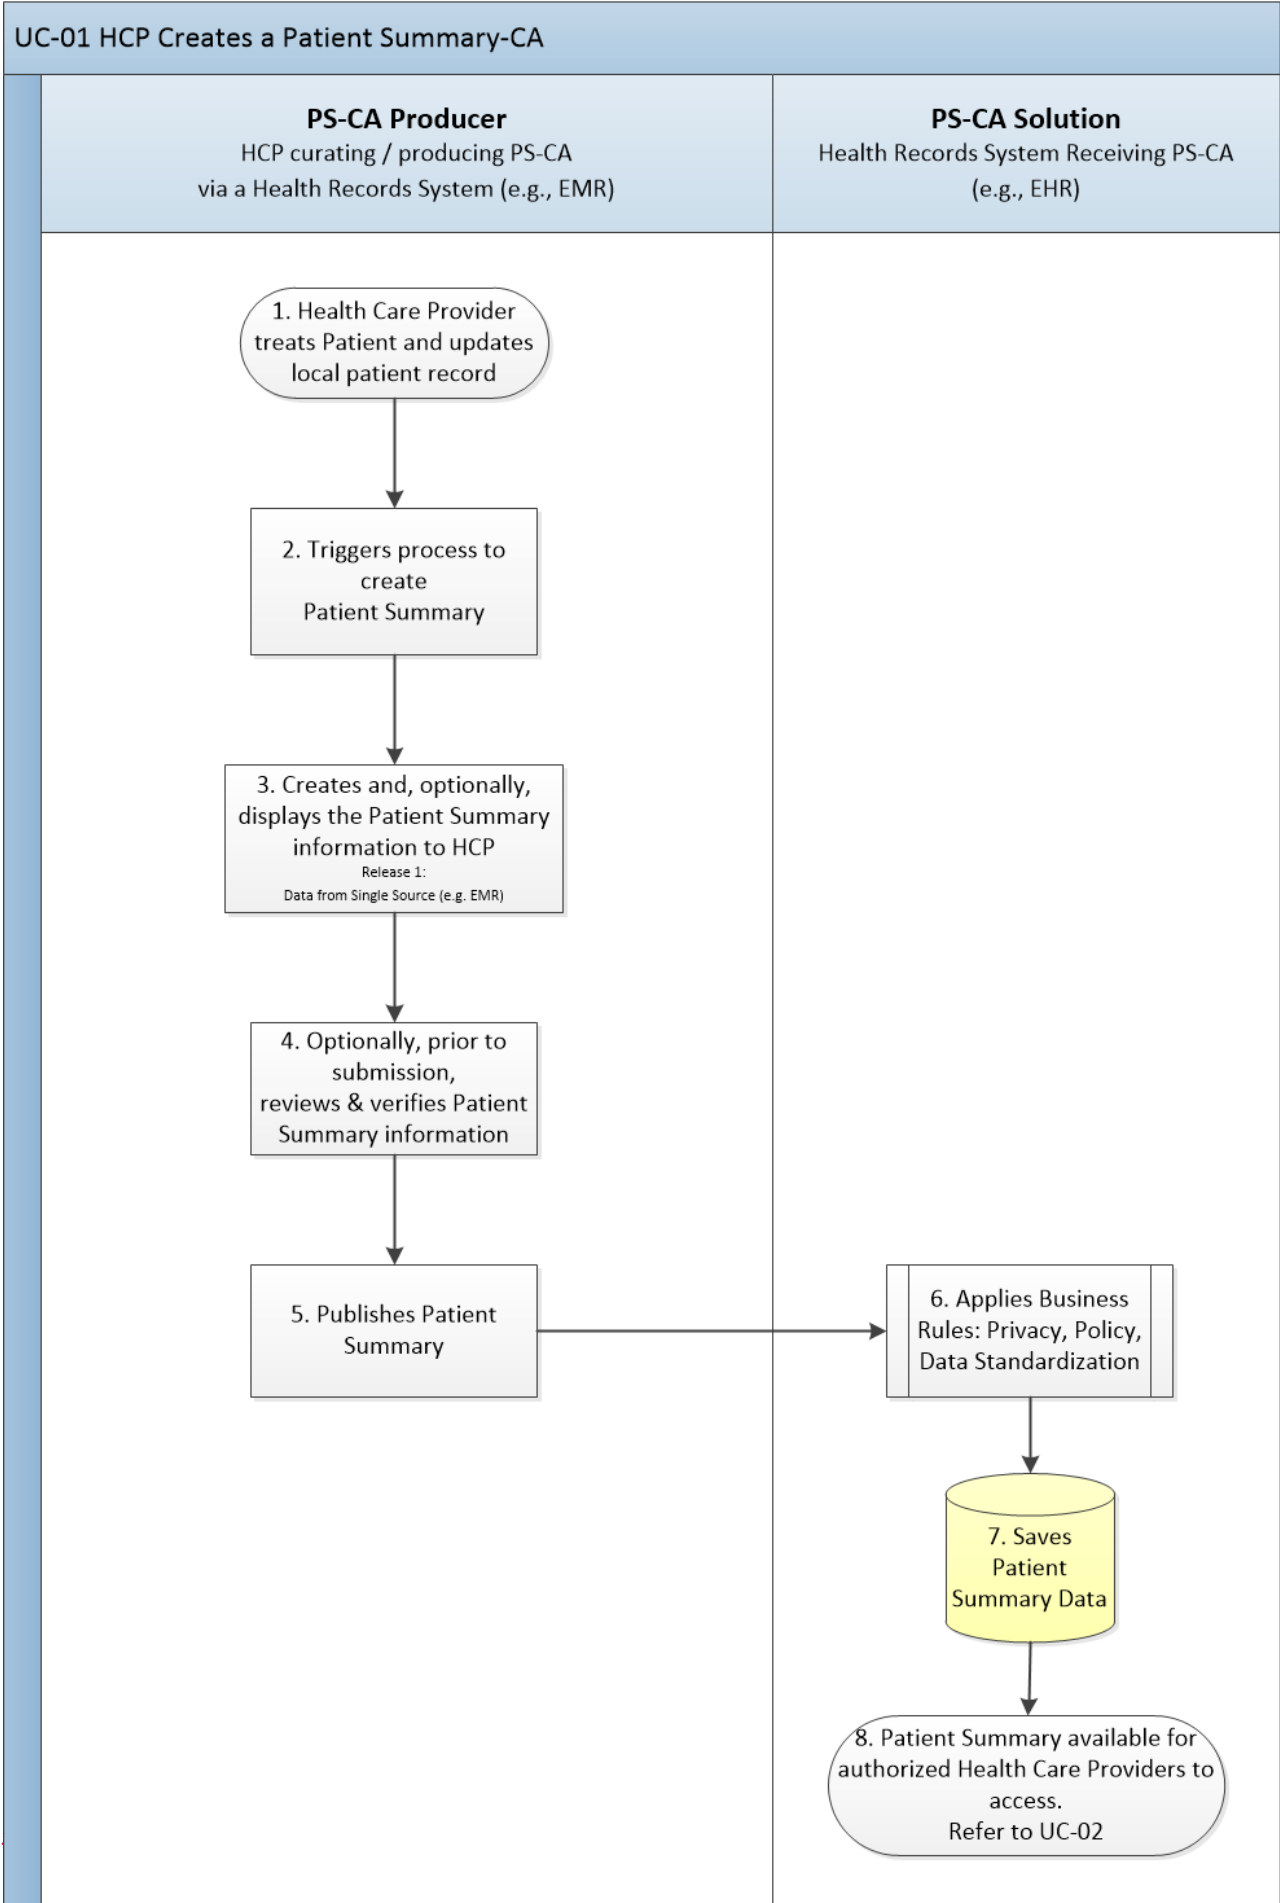 UC-01 HCP Creates a Patient Summary-CA
PS-CA Producer
HCP curating / producing PS-CA
via a Health Records System (e.g., EMR)
PS-CA Solution
Health Records System Receiving PS-CA
(e.g., EHR)
1. Health Care Provider
treats Patient and updates
local patient record
2. Triggers process to
create
Patient Summary
3. Creates and, optionally,
displays the Patient Summary
information to HCP
Release 1:
Data from Single Source (e.g. EMR)
4. Optionally, prior to
submission,
reviews & verifies Patient
Summary information
5. Publishes Patient
Summary
6. Applies Business
Rules: Privacy, Policy,
Data Standardization
7. Saves
Patient
Summary Data
8. Patient Summary available for
authorized Health Care Providers to
access.
Refer to UC-02